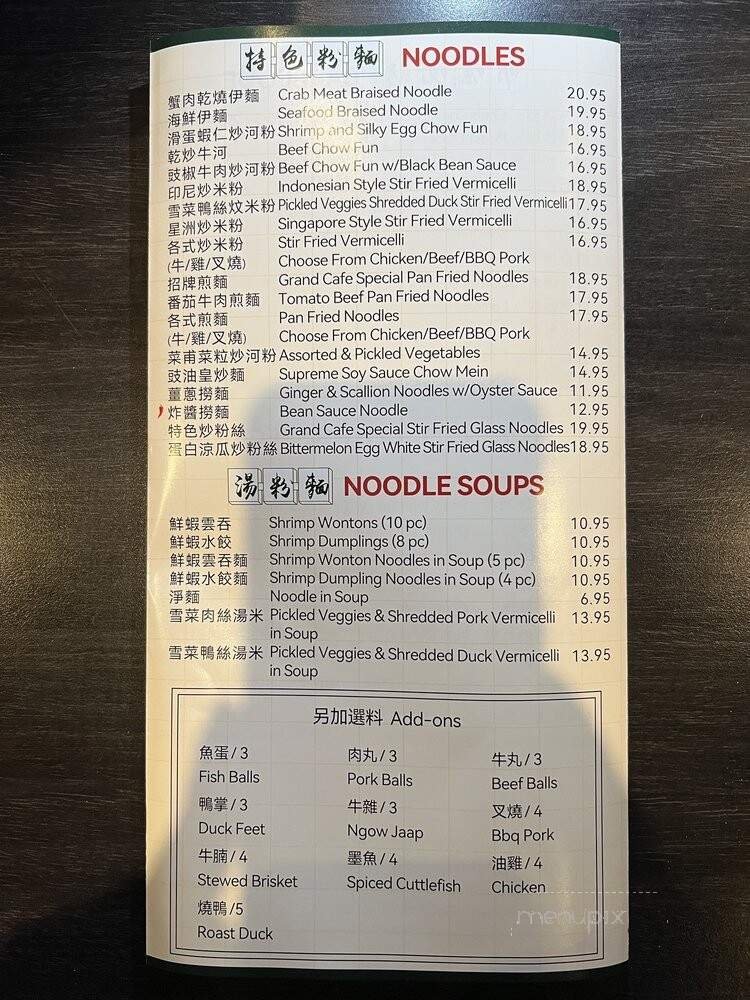 特色粉麵 NOODLES
蟹肉乾燒伊麵 Crab Meat Braised Noodle 20.95
海鮮伊麵 Seafood Braised Noodle 19.95
滑蛋蝦仁炒河粉 Shrimp and Silky Egg Chow Fun 18.95
乾炒牛河 Beef Chow Fun 16.95
豉椒牛肉炒河粉 Beef Chow Fun w/Black Bean Sauce 16.95
印尼炒米粉 Indonesian Style Stir Fried Vermicelli 18.95
雪菜鴨絲炆米粉 Pickled Veggies Shredded Duck Stir Fried Vermicelli 17.95
星洲炒米粉 Singapore Style Stir Fried Vermicelli 16.95
各式炒米粉 Stir Fried Vermicelli 16.95
(牛/雞/叉燒) Choose From Chicken/Beef/BBQ Pork
招牌煎麵 Grand Cafe Special Pan Fried Noodles 18.95
番茄牛肉煎麵 Tomato Beef Pan Fried Noodles 17.95
各式煎麵 Pan Fried Noodles 17.95
(牛/雞/叉燒) Choose From Chicken/Beef/BBQ Pork
菜甫菜粒炒河粉 Assorted & Pickled Vegetables 14.95
豉油皇炒麵 Supreme Soy Sauce Chow Mein 14.95
薑蔥撈麵 Ginger & Scallion Noodles w/Oyster Sauce 11.95
炸醬撈麵 Bean Sauce Noodle 12.95
特色炒粉絲 Grand Cafe Special Stir Fried Glass Noodles 19.95
蛋白涼瓜炒粉絲 Bittermelon Egg White Stir Fried Glass Noodles 18.95
湯粉麵 NOODLE SOUPS
鮮蝦雲吞 Shrimp Wontons (10 pc) 10.95
鮮蝦水餃 Shrimp Dumplings (8 pc) 10.95
鮮蝦雲吞麵 Shrimp Wonton Noodles in Soup (5 pc) 10.95
鮮蝦水餃麵 Shrimp Dumpling Noodles in Soup (4 pc) 10.95
淨麵 Noodle in Soup 6.95
雪菜肉絲湯米 Pickled Veggies & Shredded Pork Vermicelli 13.95
in Soup
雪菜鴨絲湯米 Pickled Veggies & Shredded Duck Vermicelli 13.95
in Soup
另加選料 Add-ons
魚蛋/3 肉丸/3 牛丸/3
Fish Balls Pork Balls Beef Balls
鴨掌/3 牛雜/3 叉燒/4
Duck Feet Ngow Jaap Bbq Pork
牛腩/4 墨魚/4 油雞/4
Stewed Brisket Spiced Cuttlefish Chicken
燒鴨/5
Roast Duck
menupix